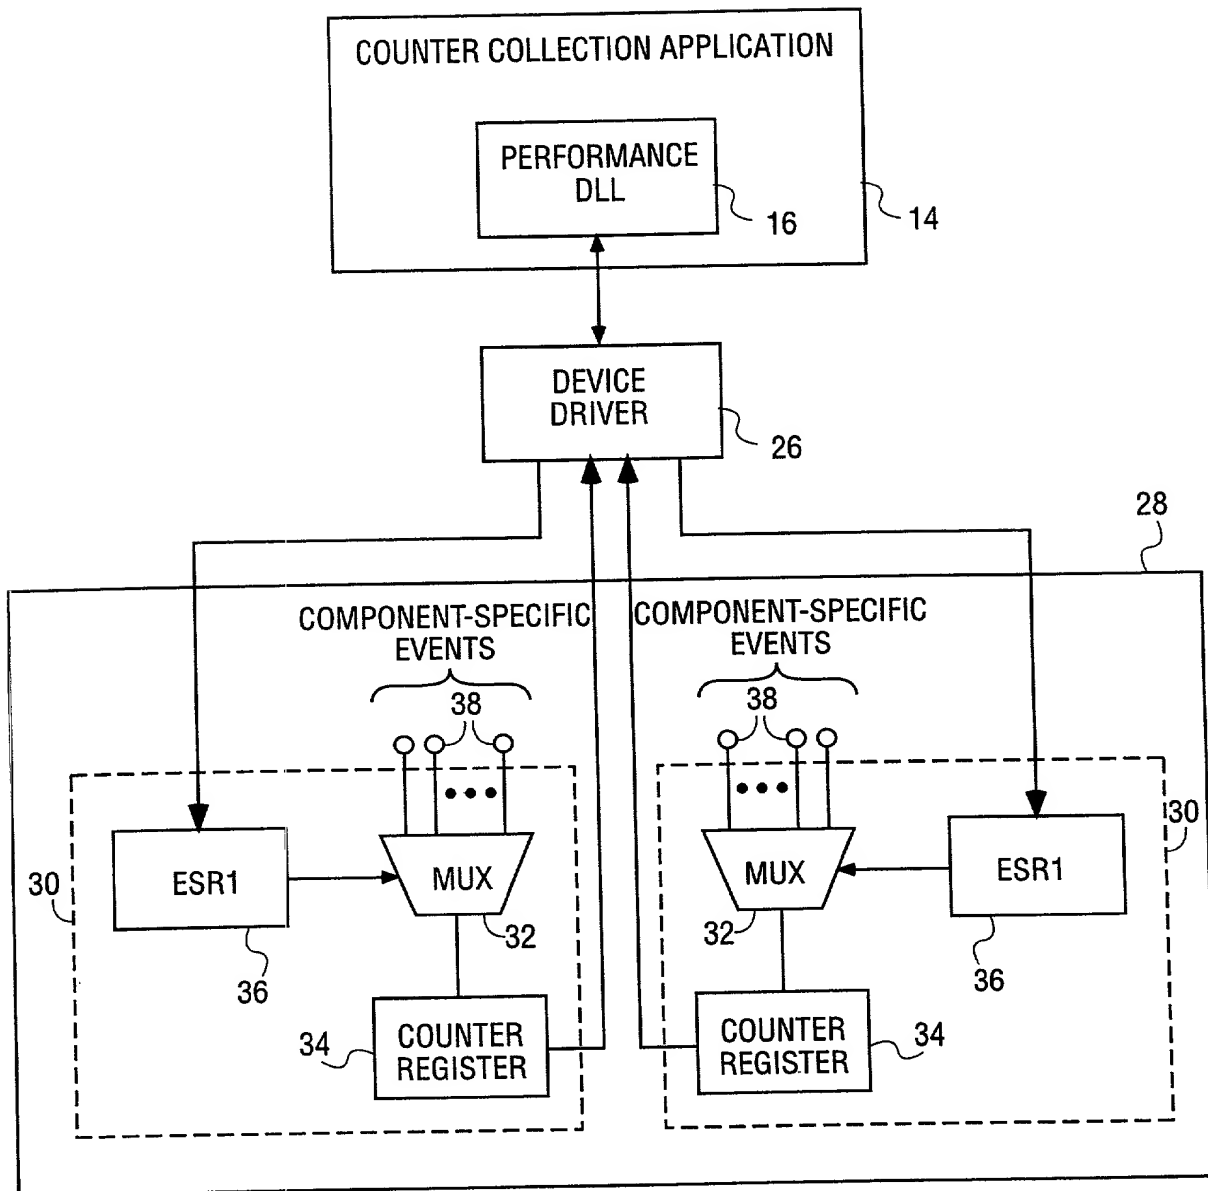 COUNTER COLLECTION APPLICATION
PERFORMANCE
DLL
16
14
DEVICE
DRIVER
26
28
COMPONENT-SPECIFIC
EVENTS
COMPONENT-SPECIFIC
EVENTS
38
38
30
ESR1
MUX
32
36
34
COUNTER
REGISTER
MUX
32
ESR1
30
36
COUNTER
REGISTER
34